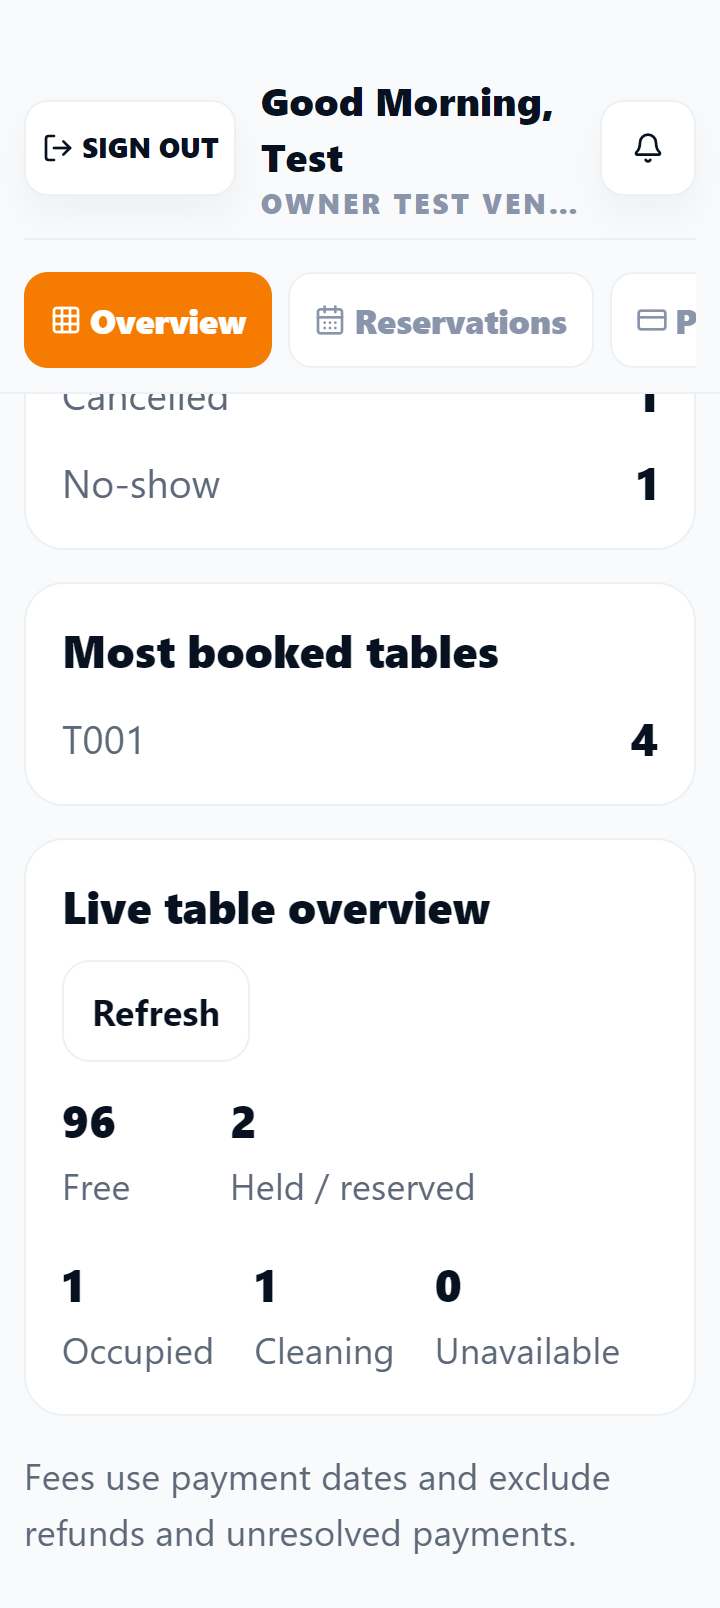 SIGN OUT
Good Morning,
Test
OWNER TEST VEN...
Overview
Reservations
P
Cancelled
1
No-show
1
Most booked tables
T001
4
Live table overview
Refresh
96
2
Free
Held / reserved
1
1
0
Occupied
Cleaning
Unavailable
Fees use payment dates and exclude
refunds and unresolved payments.